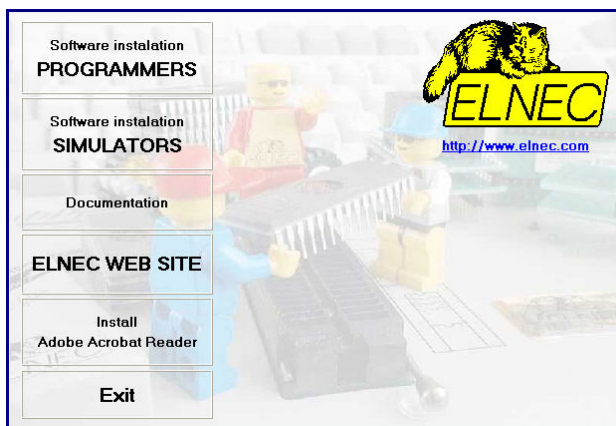 Software instalation
PROGRAMMERS
Software instalation
SIMULATORS
Documentation
ELNEC WEB SITE
Install
Adobe Acrobat Reader
Exit
ELNEC
http://www.elnec.com